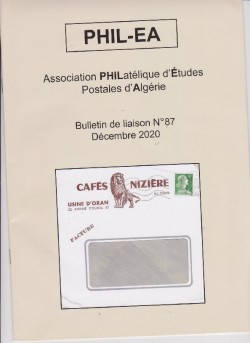 PHIL-EA
Association PHILatélique d'Études
Postales d'Algérie
Bulletin de liaison N°87
Décembre 2020
CAFÉS NIZIÈRE
USINE D'ORAN
FACTURE